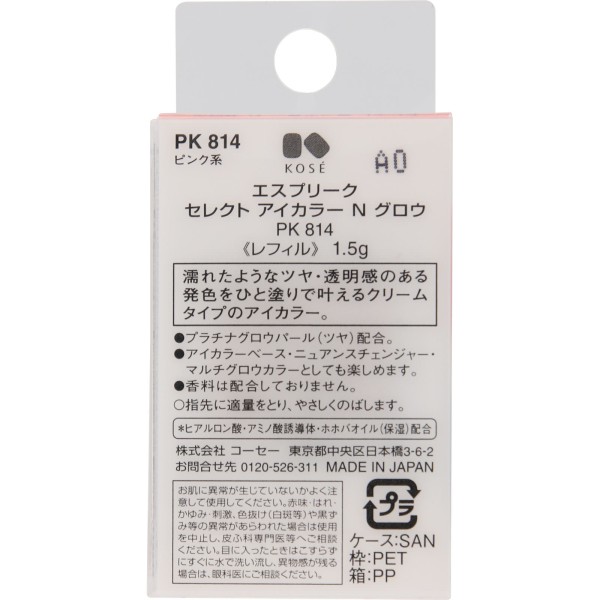 PK 814
ピンク系
KOSÉ
A0
エスプリーク
セレクト アイカラー N グロウ
PK 814
《レフィル》 1.5g
濡れたようなツヤ・透明感のある
発色をひと塗りで叶えるクリーム
タイプのアイカラー。
●プラチナグロウパール(ツヤ)配合。
●アイカラーベース・ニュアンスチェンジャー・
マルチグロウカラーとしても楽しめます。
●香料は配合しておりません。
○指先に適量をとり、やさしくのばします。
*ヒアルロン酸・アミノ酸誘導体・ホホバオイル(保湿)配合
株式会社 コーセー 東京都中央区日本橋3-6-2
お問合せ先 0120-526-311 MADE IN JAPAN
お肌に異常が生じていないかよく注
意して使用してください。赤味・はれ・
かゆみ・刺激、色抜け(白斑等)や黒ず
み等の異常があらわれた場合は使用
を中止し、皮ふ科専門医等へご相談く
ださい。目に入ったときはこすらず
にすぐに水で洗い流し、異物感が残る
場合は、眼科医にご相談ください。
プラ
ケース:SAN
枠:PET
箱:PP